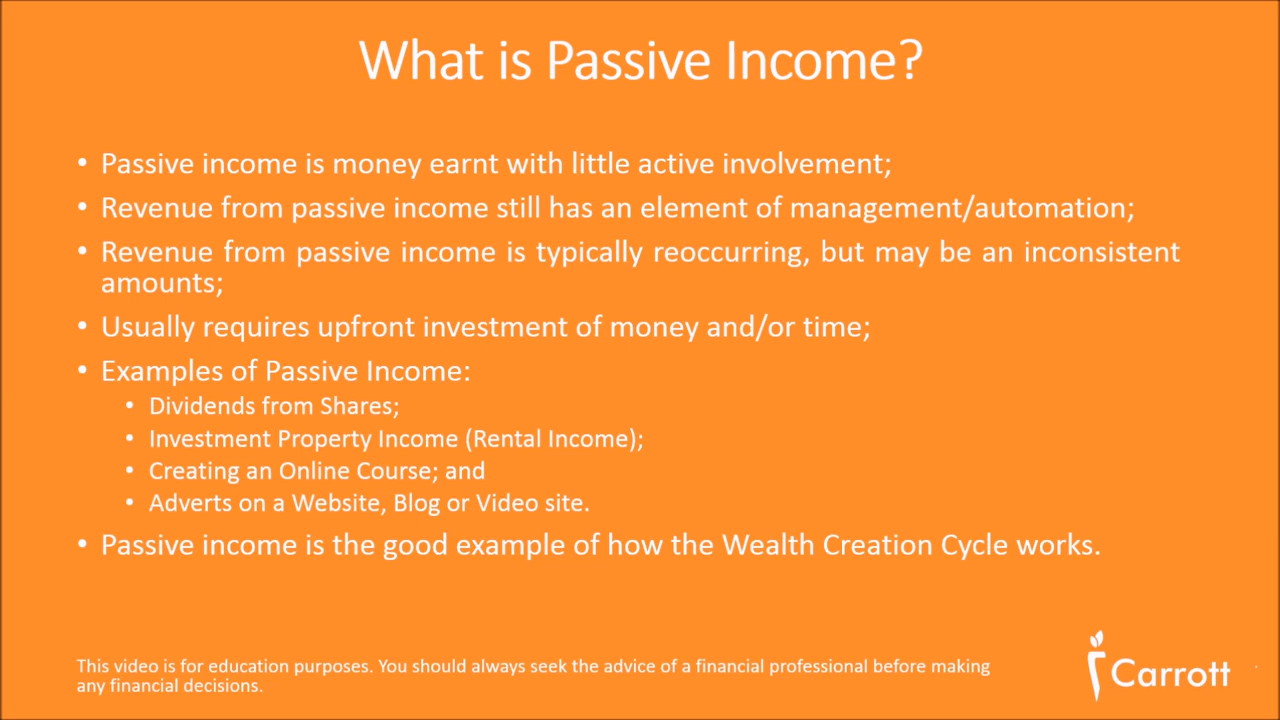 What is Passive Income?
• Passive income is money earnt with little active involvement;
• Revenue from passive income still has an element of management/automation;
• Revenue from passive income is typically reoccurring, but may be an inconsistent
amounts;
• Usually requires upfront investment of money and/or time;
• Examples of Passive Income:
• Dividends from Shares;
• Investment Property Income (Rental Income);
• Creating an Online Course; and
• Adverts on a Website, Blog or Video site.
• Passive income is the good example of how the Wealth Creation Cycle works.
This video is for education purposes. You should always seek the advice of a financial professional before making
any financial decisions.
Carrott